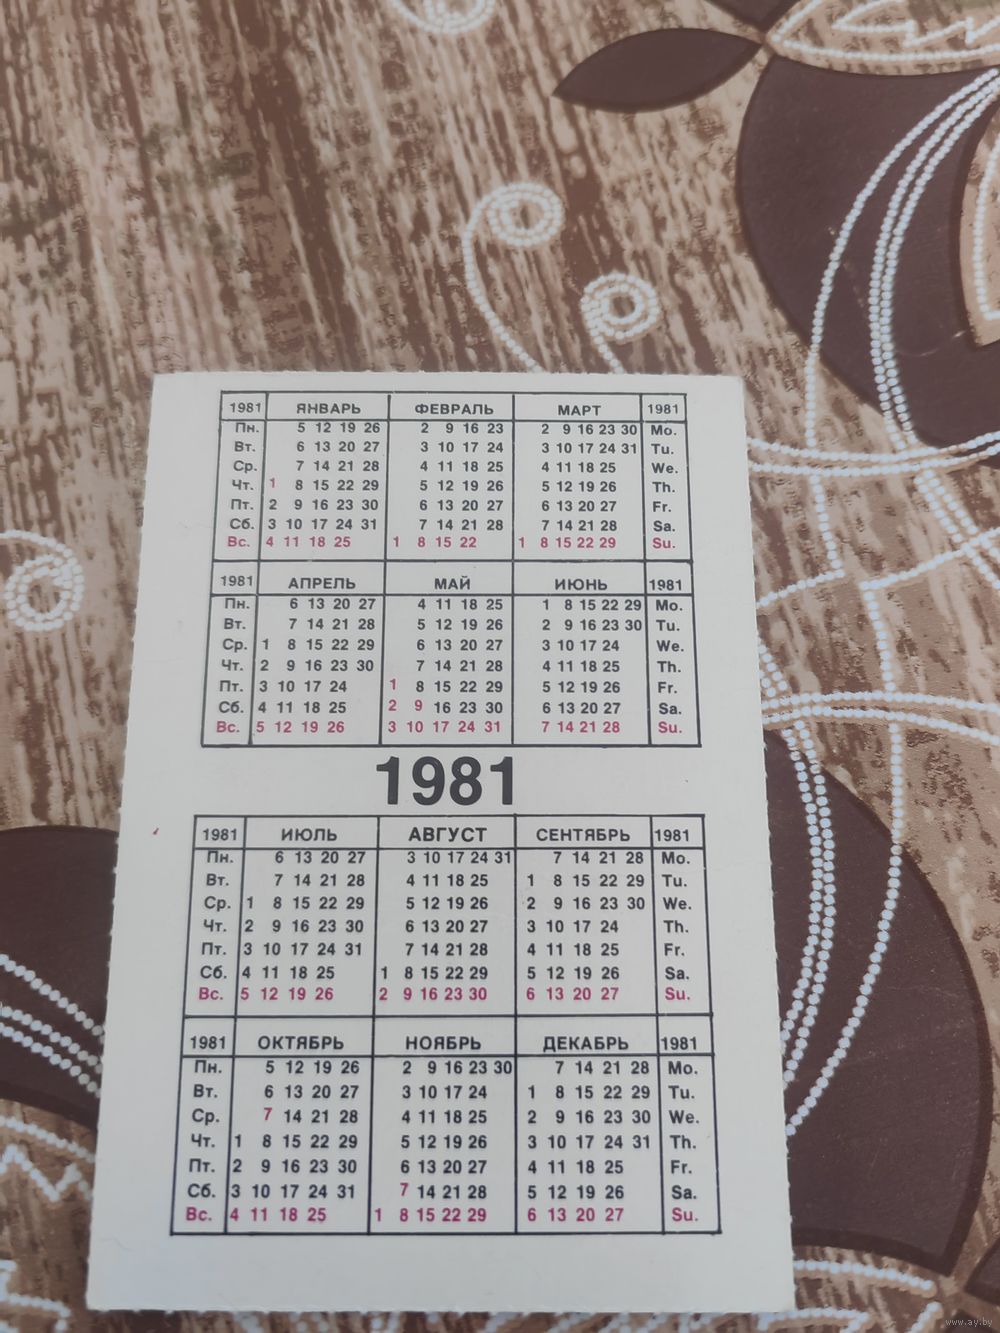 1981 ЯНВАРЬ ФЕВРАЛЬ МАРТ 1981
Пн. 5 12 19 26 2 9 16 23 2 9 16 23 30 Mo.
Вт. 6 13 20 27 3 10 17 24 3 10 17 24 31 Tu.
Ср. 7 14 21 28 4 11 18 25 4 11 18 25 We.
Чт. 1 8 15 22 29 5 12 19 26 5 12 19 26 Th.
Пт. 2 9 16 23 30 6 13 20 27 6 13 20 27 Fr.
Сб. 3 10 17 24 31 7 14 21 28 7 14 21 28 Sa.
Вс. 4 11 18 25 1 8 15 22 1 8 15 22 29 Su.
1981 АПРЕЛЬ МАЙ ИЮНЬ 1981
Пн. 6 13 20 27 4 11 18 25 1 8 15 22 29 Mo.
Вт. 7 14 21 28 5 12 19 26 2 9 16 23 30 Tu.
Ср. 1 8 15 22 29 6 13 20 27 3 10 17 24 We.
Чт. 2 9 16 23 30 7 14 21 28 4 11 18 25 Th.
Пт. 3 10 17 24 1 8 15 22 29 5 12 19 26 Fr.
Сб. 4 11 18 25 2 9 16 23 30 6 13 20 27 Sa.
Вс. 5 12 19 26 3 10 17 24 31 7 14 21 28 Su.
1981
1981 ИЮЛЬ АВГУСТ СЕНТЯБРЬ 1981
Пн. 6 13 20 27 3 10 17 24 31 7 14 21 28 Mo.
Вт. 7 14 21 28 4 11 18 25 1 8 15 22 29 Tu.
Ср. 1 8 15 22 29 5 12 19 26 2 9 16 23 30 We.
Чт. 2 9 16 23 30 6 13 20 27 3 10 17 24 Th.
Пт. 3 10 17 24 31 7 14 21 28 4 11 18 25 Fr.
Сб. 4 11 18 25 1 8 15 22 29 5 12 19 26 Sa.
Вс. 5 12 19 26 2 9 16 23 30 6 13 20 27 Su.
1981 ОКТЯБРЬ НОЯБРЬ ДЕКАБРЬ 1981
Пн. 5 12 19 26 2 9 16 23 30 7 14 21 28 Mo.
Вт. 6 13 20 27 3 10 17 24 1 8 15 22 29 Tu.
Ср. 7 14 21 28 4 11 18 25 2 9 16 23 30 We.
Чт. 1 8 15 22 29 5 12 19 26 3 10 17 24 31 Th.
Пт. 2 9 16 23 30 6 13 20 27 4 11 18 25 Fr.
Сб. 3 10 17 24 31 7 14 21 28 5 12 19 26 Sa.
Вс. 4 11 18 25 1 8 15 22 29 6 13 20 27 Su.
www.ay.by